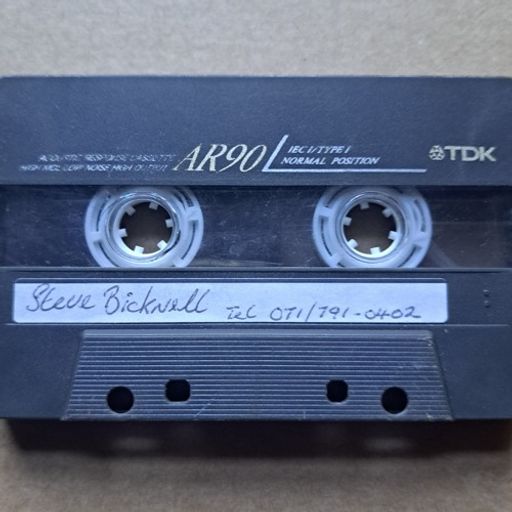 ACOUSTIC RESPONSE CASSETTE
HIGH MOL LOW NOISE HIGH OUTPUT
AR90
IEC I/TYPE I
NORMAL POSITION
TDK
Steve Bicknell Tel 071/791-0402